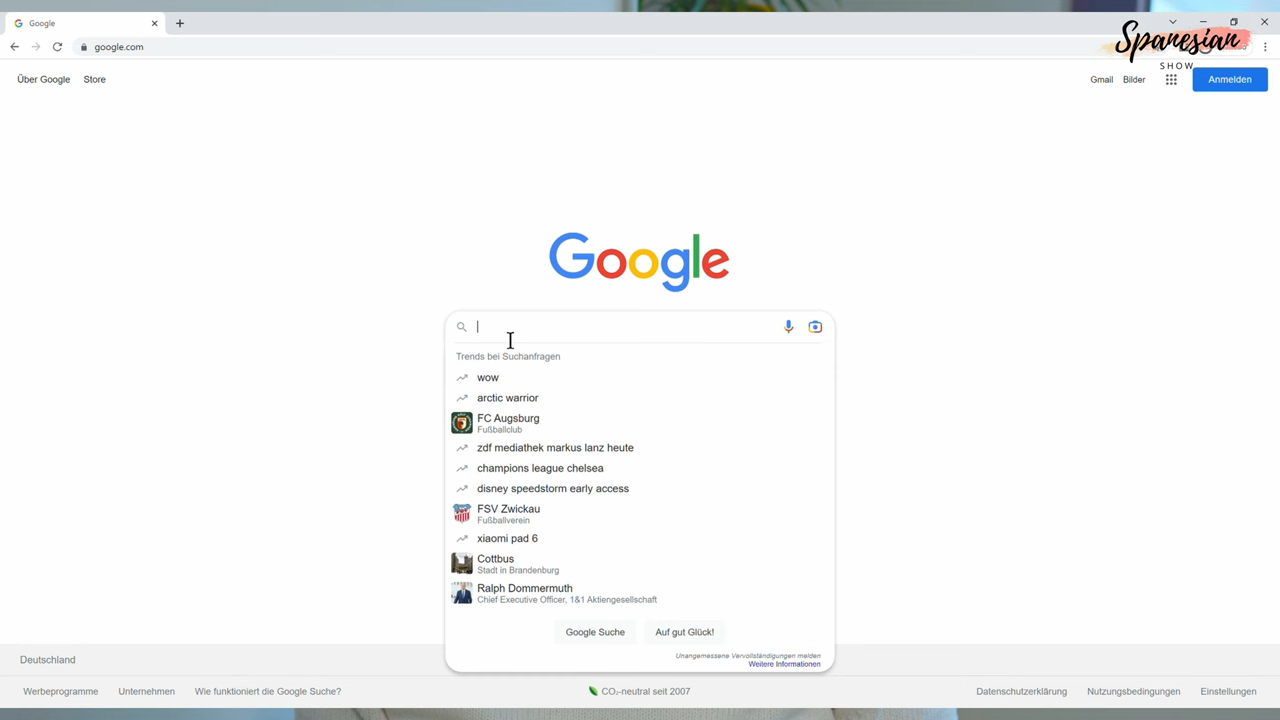 Google
google.com
Spanesian
SHOW
Über Google Store
Gmail Bilder Anmelden
Google
Trends bei Suchanfragen
wow
arctic warrior
FC Augsburg
Fußballclub
zdf mediathek markus lanz heute
champions league chelsea
disney speedstorm early access
FSV Zwickau
Fußballverein
xiaomi pad 6
Cottbus
Stadt in Brandenburg
Ralph Dommermuth
Chief Executive Officer, 1&1 Aktiengesellschaft
Google Suche Auf gut Glück!
Unangemessene Vervollständigungen melden
Weitere Informationen
Deutschland
Werbeprogramme Unternehmen Wie funktioniert die Google Suche? CO₂-neutral seit 2007 Datenschutzerklärung Nutzungsbedingungen Einstellungen